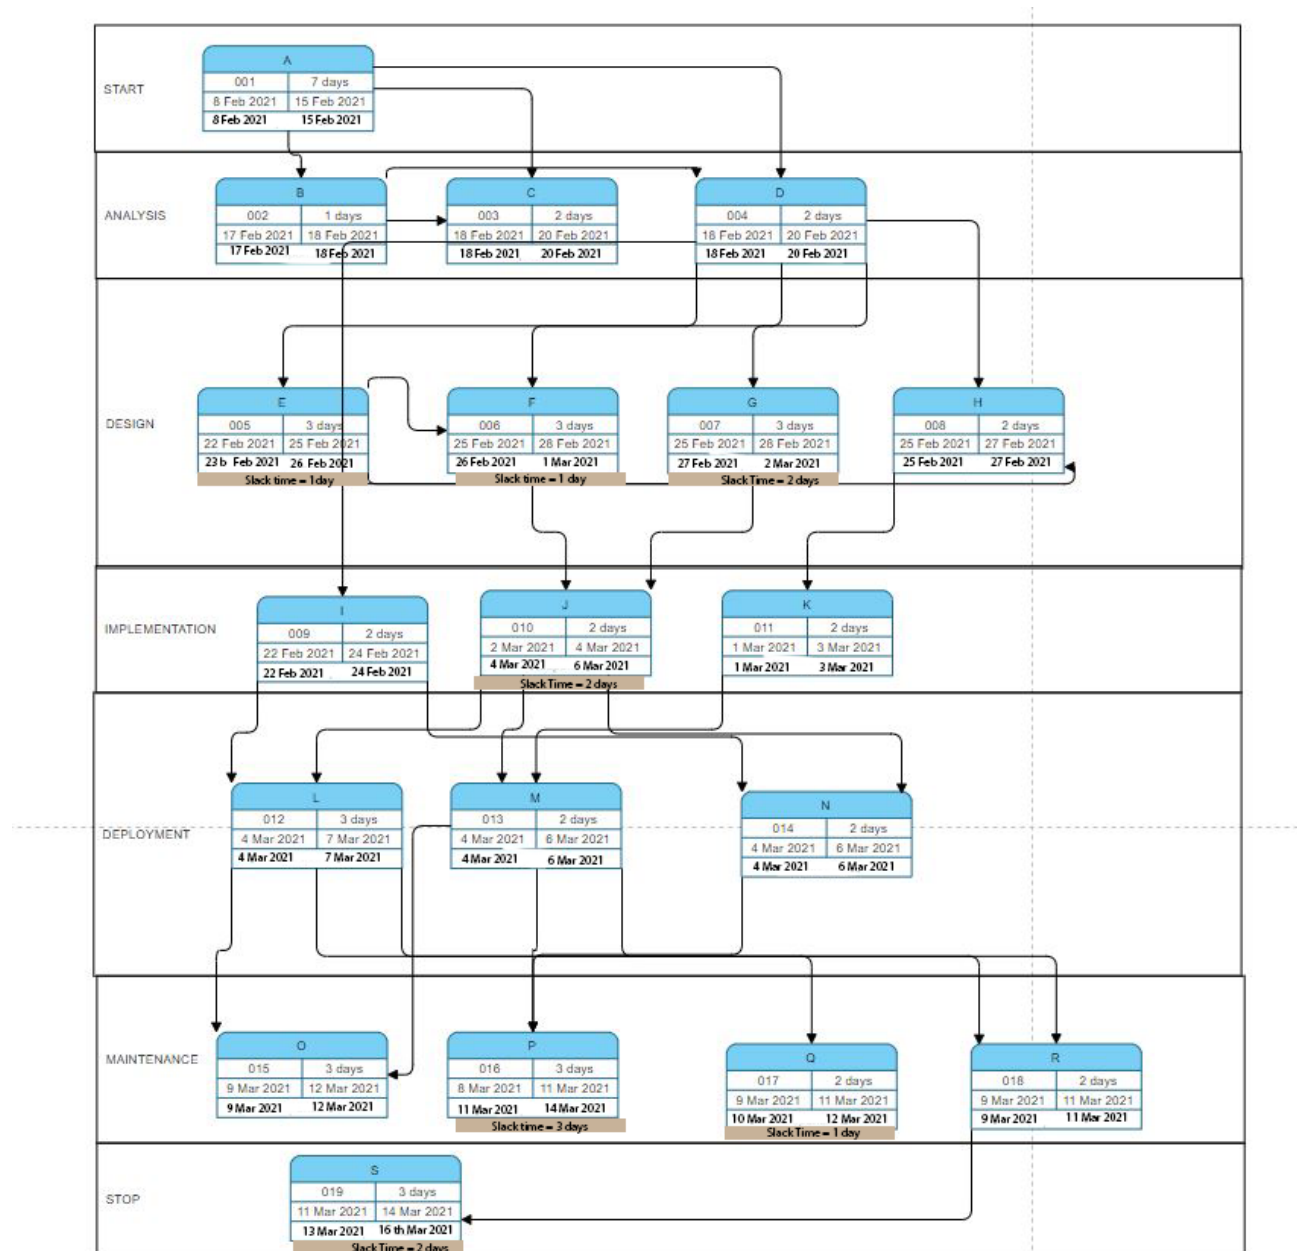 START
A
001 7 days
8 Feb 2021 15 Feb 2021
8 Feb 2021 15 Feb 2021
ANALYSIS
B
002 1 days
17 Feb 2021 18 Feb 2021
17 Feb 2021 18 Feb 2021
C
003 2 days
18 Feb 2021 20 Feb 2021
18 Feb 2021 20 Feb 2021
D
004 2 days
18 Feb 2021 20 Feb 2021
18 Feb 2021 20 Feb 2021
DESIGN
E
005 3 days
22 Feb 2021 25 Feb 2021
23 b Feb 2021 26 Feb 2021
Slack time = 1 day
F
006 3 days
25 Feb 2021 28 Feb 2021
26 Feb 2021 1 Mar 2021
Slack time = 1 day
G
007 3 days
25 Feb 2021 28 Feb 2021
27 Feb 2021 2 Mar 2021
Slack Time = 2 days
H
008 2 days
25 Feb 2021 27 Feb 2021
25 Feb 2021 27 Feb 2021
IMPLEMENTATION
I
009 2 days
22 Feb 2021 24 Feb 2021
22 Feb 2021 24 Feb 2021
J
010 2 days
2 Mar 2021 4 Mar 2021
4 Mar 2021 6 Mar 2021
Slack Time = 2 days
K
011 2 days
1 Mar 2021 3 Mar 2021
1 Mar 2021 3 Mar 2021
DEPLOYMENT
L
012 3 days
4 Mar 2021 7 Mar 2021
4 Mar 2021 7 Mar 2021
M
013 2 days
4 Mar 2021 6 Mar 2021
4 Mar 2021 6 Mar 2021
N
014 2 days
4 Mar 2021 6 Mar 2021
4 Mar 2021 6 Mar 2021
MAINTENANCE
O
015 3 days
9 Mar 2021 12 Mar 2021
9 Mar 2021 12 Mar 2021
P
016 3 days
8 Mar 2021 11 Mar 2021
11 Mar 2021 14 Mar 2021
Slack time = 3 days
Q
017 2 days
9 Mar 2021 11 Mar 2021
10 Mar 2021 12 Mar 2021
Slack Time = 1 day
R
018 2 days
9 Mar 2021 11 Mar 2021
9 Mar 2021 11 Mar 2021
STOP
S
019 3 days
11 Mar 2021 14 Mar 2021
13 Mar 2021 16 th Mar 2021
Slack Time = 2 days